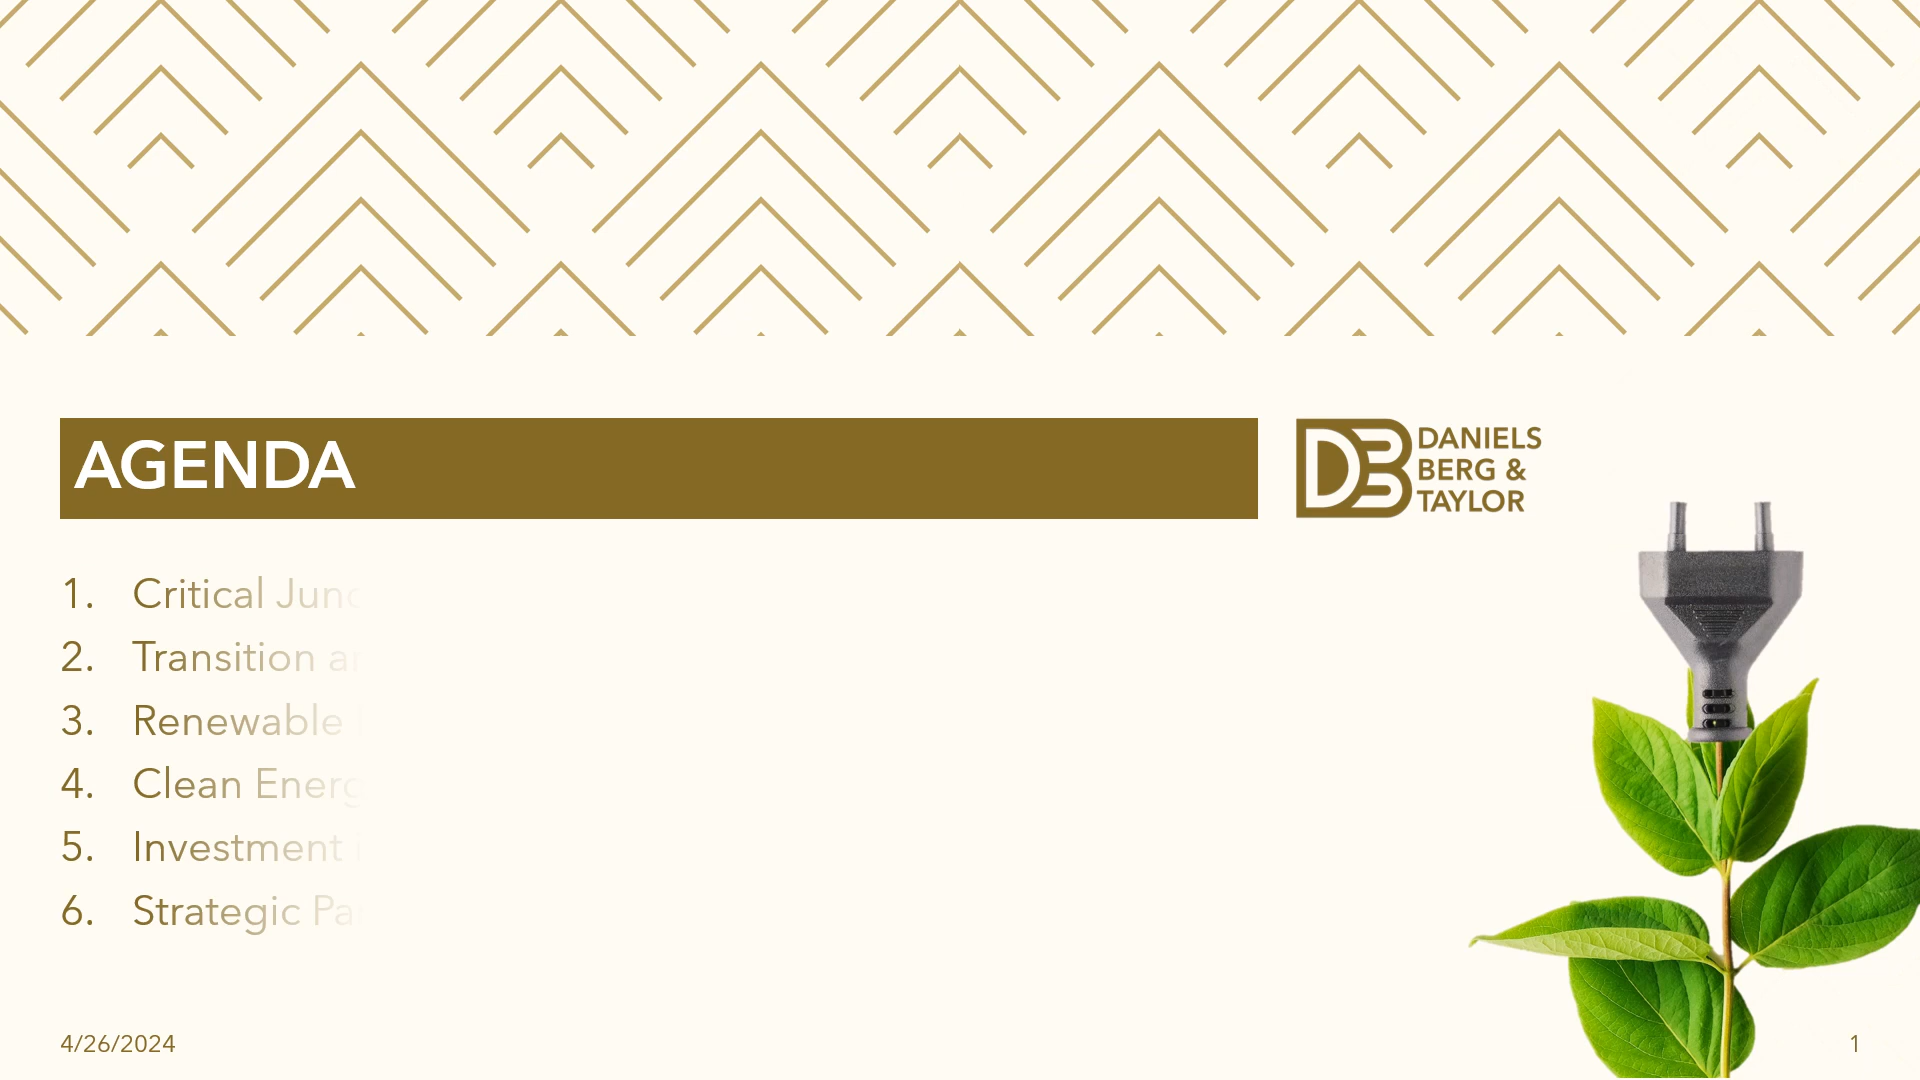 AGENDA
DANIELS
BERG &
TAYLOR
1. Critical
2. Transition
3. Renewable
4. Clean
5. Investment
6. Strategic
4/26/2024
1